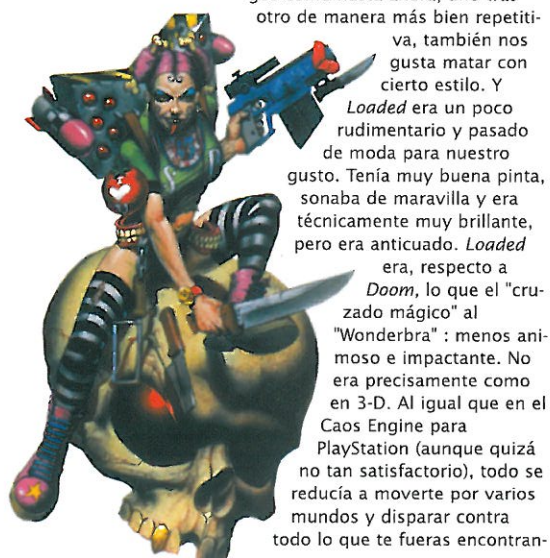 otro de manera más bien repetiti-
va, también nos
gusta matar con
cierto estilo. Y
Loaded era un poco
rudimentario y pasado
de moda para nuestro
gusto. Tenía muy buena pinta,
sonaba de maravilla y era
técnicamente muy brillante,
pero era anticuado. Loaded
era, respecto a
Doom, lo que el "cru-
zado mágico" al
"Wonderbra" : menos ani-
moso e impactante. No
era precisamente como
en 3-D. Al igual que en el
Caos Engine para
PlayStation (aunque quizá
no tan satisfactorio), todo se
reducía a moverte por varios
mundos y disparar contra
todo lo que te fueras encontran-